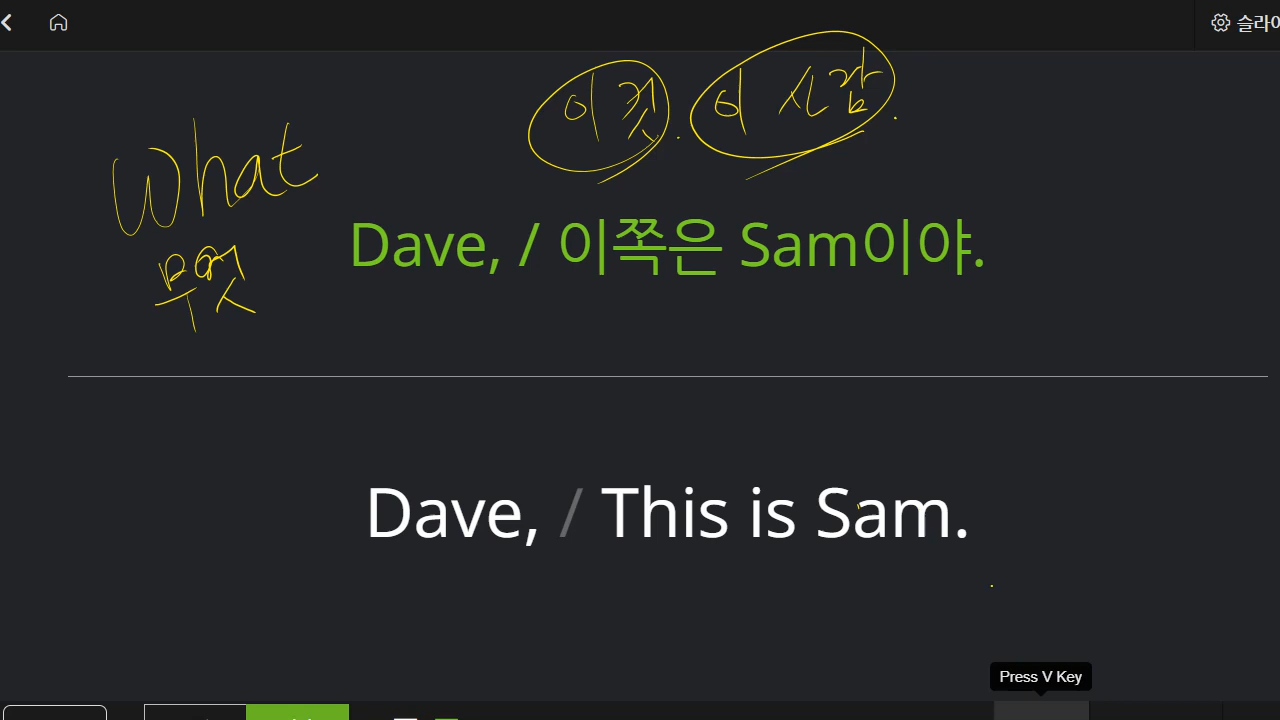 슬라이
이것. 이 사람.
What
무엇
Dave, / 이쪽은 Sam이야.
Dave, / This is Sam.
Press V Key